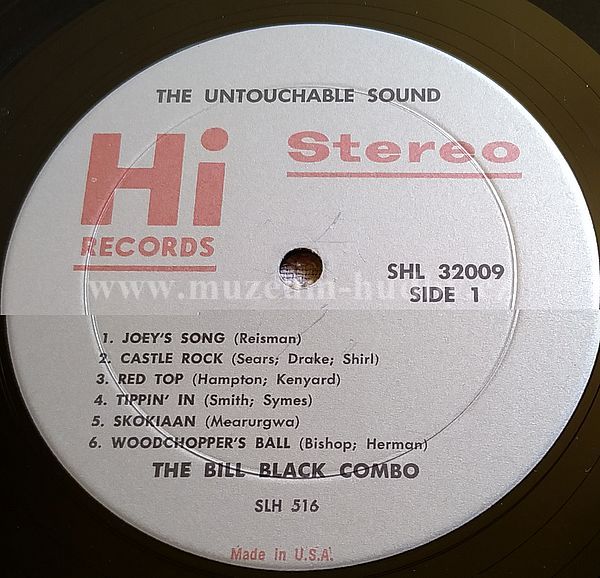 THE UNTOUCHABLE SOUND
Hi
RECORDS
Stereo
SHL 32009
SIDE 1
1. JOEY'S SONG (Reisman)
2. CASTLE ROCK (Sears; Drake; Shirl)
3. RED TOP (Hampton; Kenyard)
4. TIPPIN' IN (Smith; Symes)
5. SKOKIAAN (Mearurgwa)
6. WOODCHOPPER'S BALL (Bishop; Herman)
THE BILL BLACK COMBO
SLH 516
Made in U.S.A.